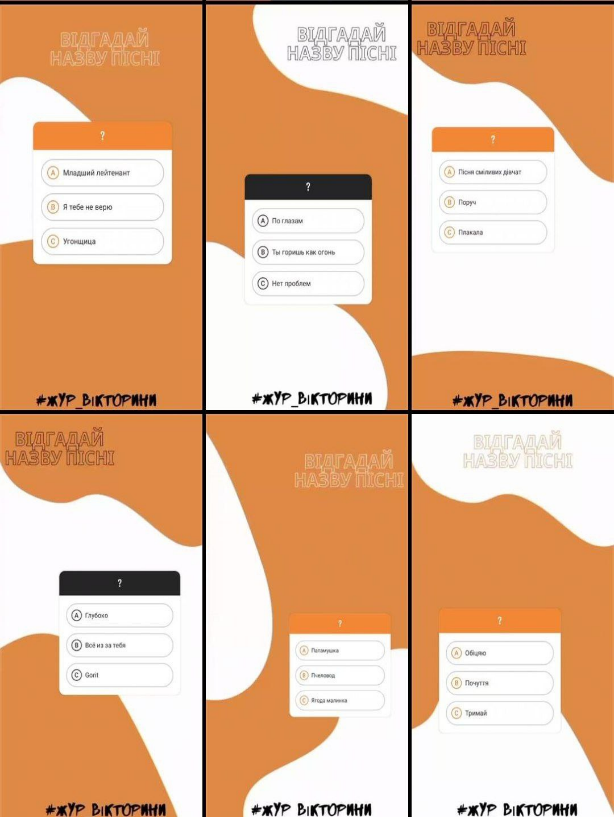 ВІДГАДАЙ
НАЗВУ ПІСНІ
?
A Младший лейтенант
B Я тебе не верю
C Угонщица
#ЖУР_ВІКТОРИНИ
ВІДГАДАЙ
НАЗВУ ПІСНІ
?
A По глазам
B Ты горишь как огонь
C Нет проблем
#ЖУР_ВІКТОРИНИ
ВІДГАДАЙ
НАЗВУ ПІСНІ
?
A Пісня сміливих дівчат
B Поруч
C Плакала
#ЖУР_ВІКТОРИНИ
ВІДГАДАЙ
НАЗВУ ПІСНІ
?
A Глубоко
B Всё из за тебя
C Gorit
#ЖУР_ВІКТОРИНИ
ВІДГАДАЙ
НАЗВУ ПІСНІ
?
A Патамушка
B Пчеловод
C Ягода малинка
#ЖУР_ВІКТОРИНИ
ВІДГАДАЙ
НАЗВУ ПІСНІ
?
A Обіцяю
B Почуття
C Тримай
#ЖУР_ВІКТОРИНИ